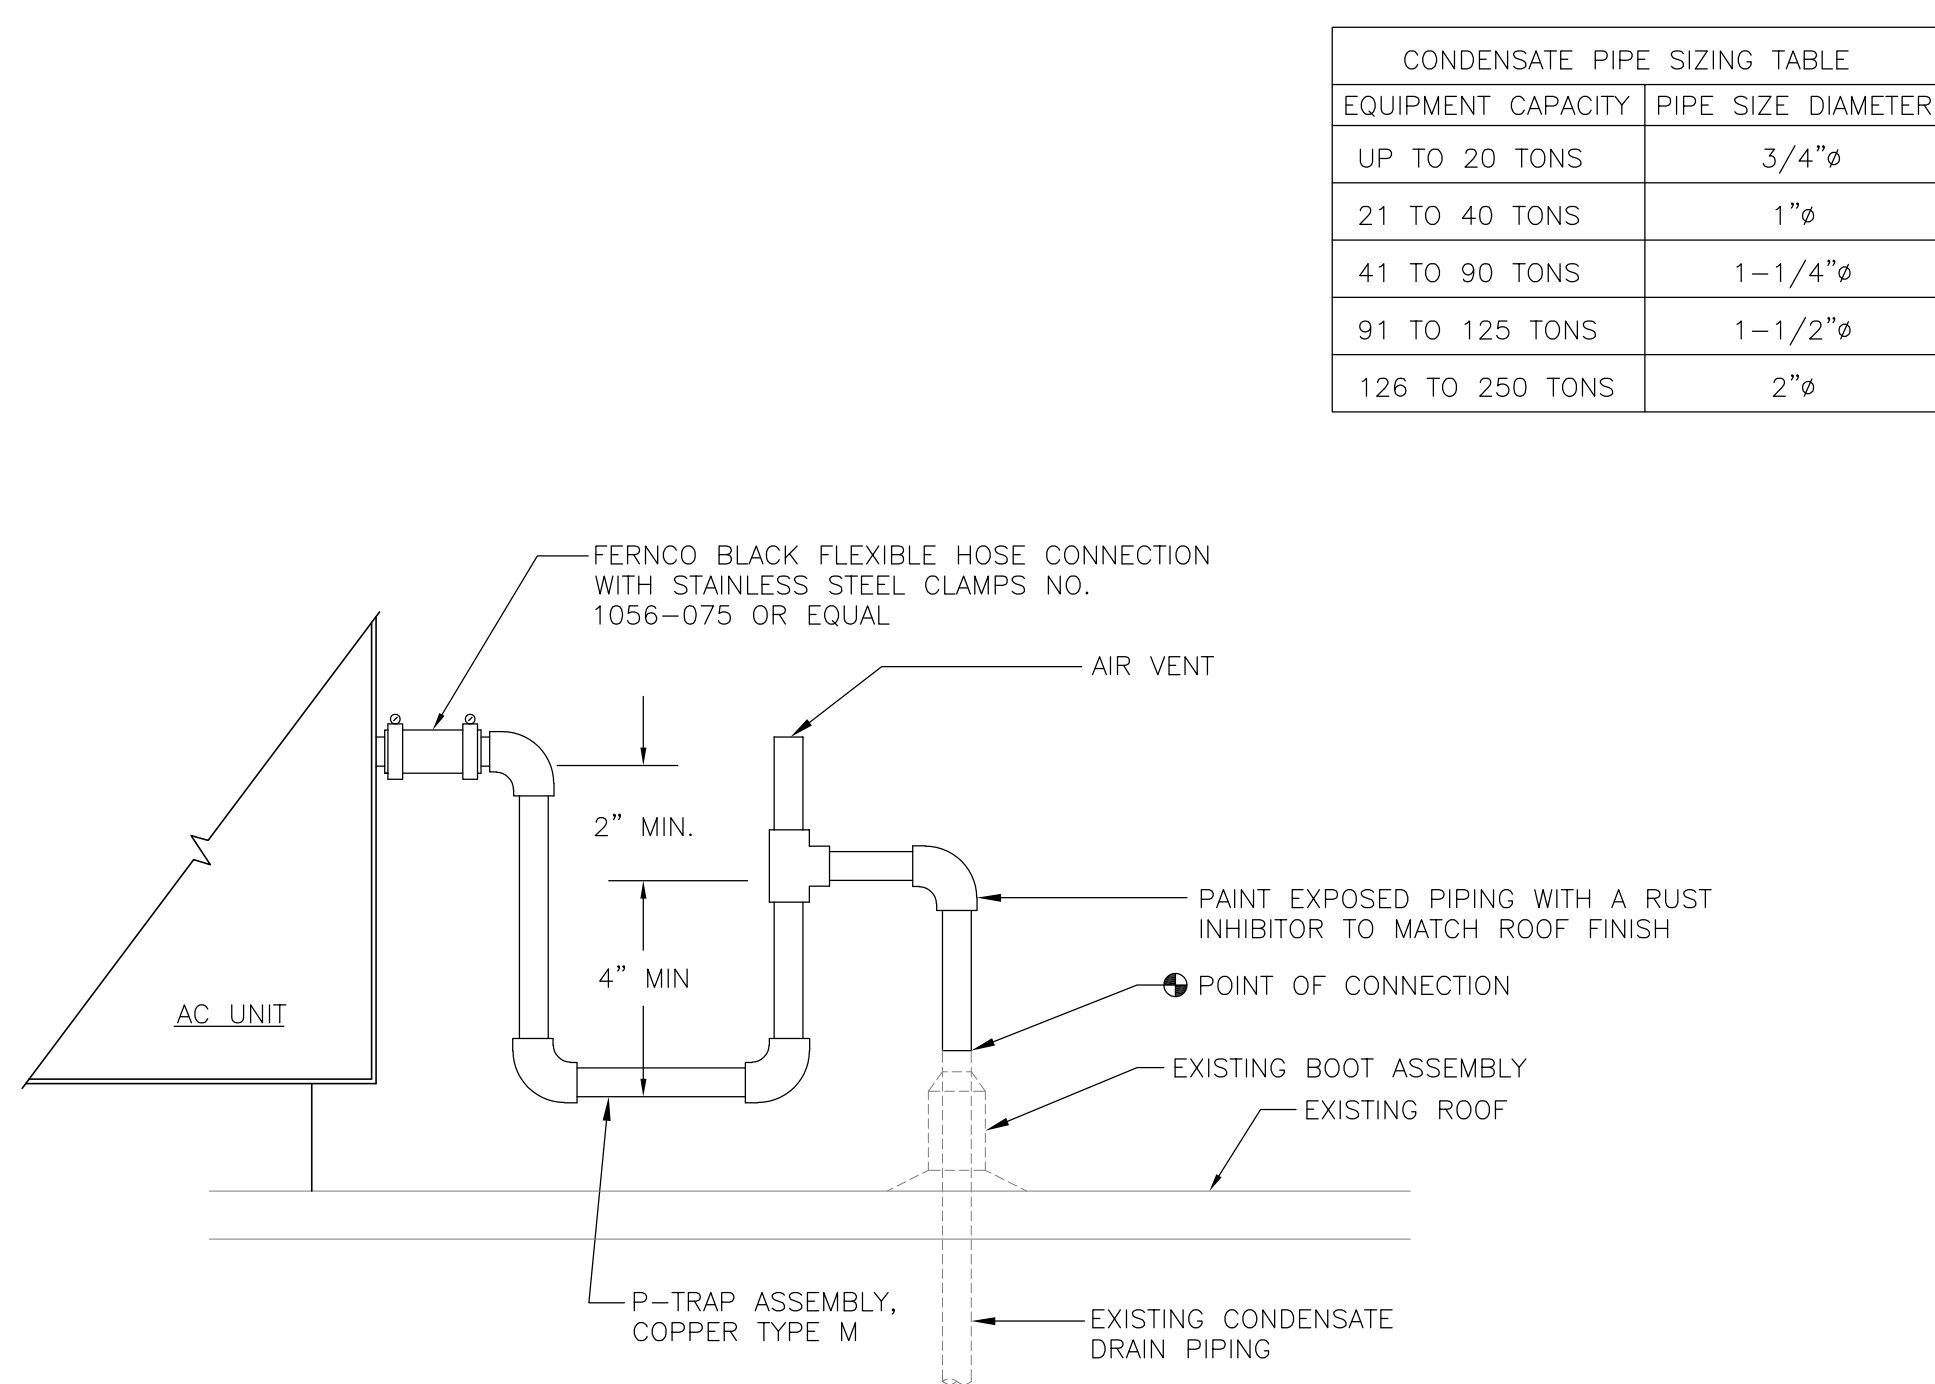 CONDENSATE PIPE SIZING TABLE
EQUIPMENT CAPACITY PIPE SIZE DIAMETER
UP TO 20 TONS 3/4"ø
21 TO 40 TONS 1"ø
41 TO 90 TONS 1-1/4"ø
91 TO 125 TONS 1-1/2"ø
126 TO 250 TONS 2"ø
FERNCO BLACK FLEXIBLE HOSE CONNECTION
WITH STAINLESS STEEL CLAMPS NO.
1056-075 OR EQUAL
AIR VENT
2" MIN.
PAINT EXPOSED PIPING WITH A RUST
INHIBITOR TO MATCH ROOF FINISH
4" MIN
POINT OF CONNECTION
AC UNIT
EXISTING BOOT ASSEMBLY
EXISTING ROOF
P-TRAP ASSEMBLY,
COPPER TYPE M
EXISTING CONDENSATE
DRAIN PIPING